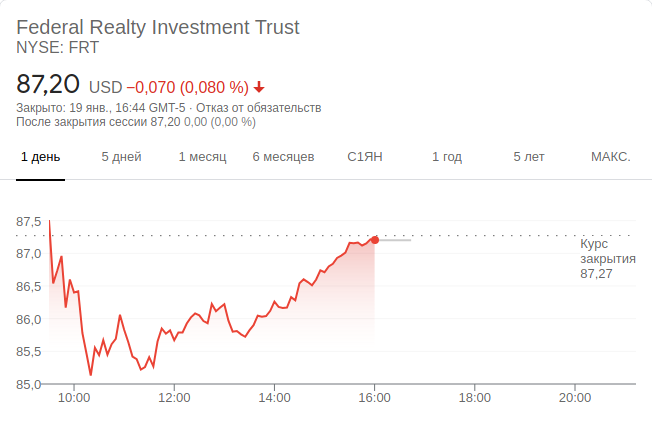 Federal Realty Investment Trust
NYSE: FRT
87,20 USD −0,070 (0,080 %)
Закрыто: 19 янв., 16:44 GMT-5 · Отказ от обязательств
После закрытия сессии 87,20 0,00 (0,00 %)
1 день 5 дней 1 месяц 6 месяцев С1ЯН 1 год 5 лет МАКС.
87,5
87,0
86,5
86,0
85,5
85,0
Курс
закрытия
87,27
10:00 12:00 14:00 16:00 18:00 20:00